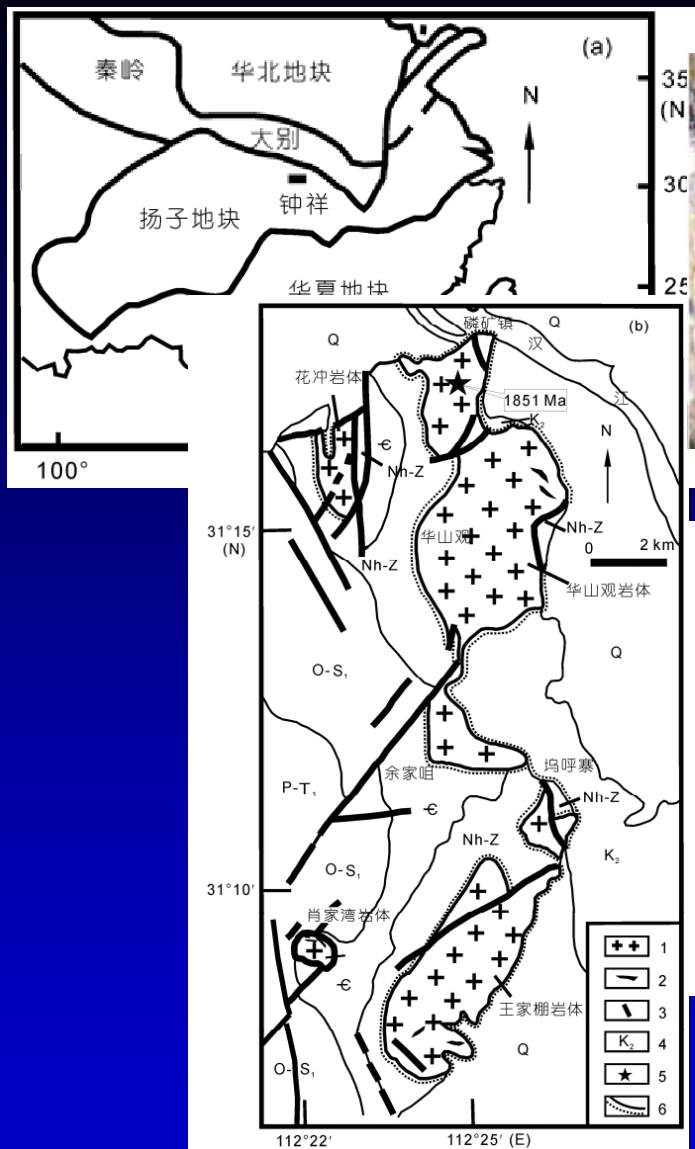 (a)
秦岭
华北地块
35
(N
N
大别
30
钟祥
扬子地块
25
华夏地块
100°
(b)
磷矿镇
Q
Q
汉
江
花冲岩体
1851 Ma
K₂
Є
N
Nh-Z
31°15′
(N)
华山观
Nh-Z
0 2 km
Nh-Z
华山观岩体
Q
O-S₁
余家咀
坞呼寨
P-T₁
Nh-Z
Є
Nh-Z
K₂
O-S₁
31°10′
肖家湾岩体
Є
王家棚岩体
Q
O-S₁
1
2
3
K₂ 4
5
6
112°22′
112°25′ (E)